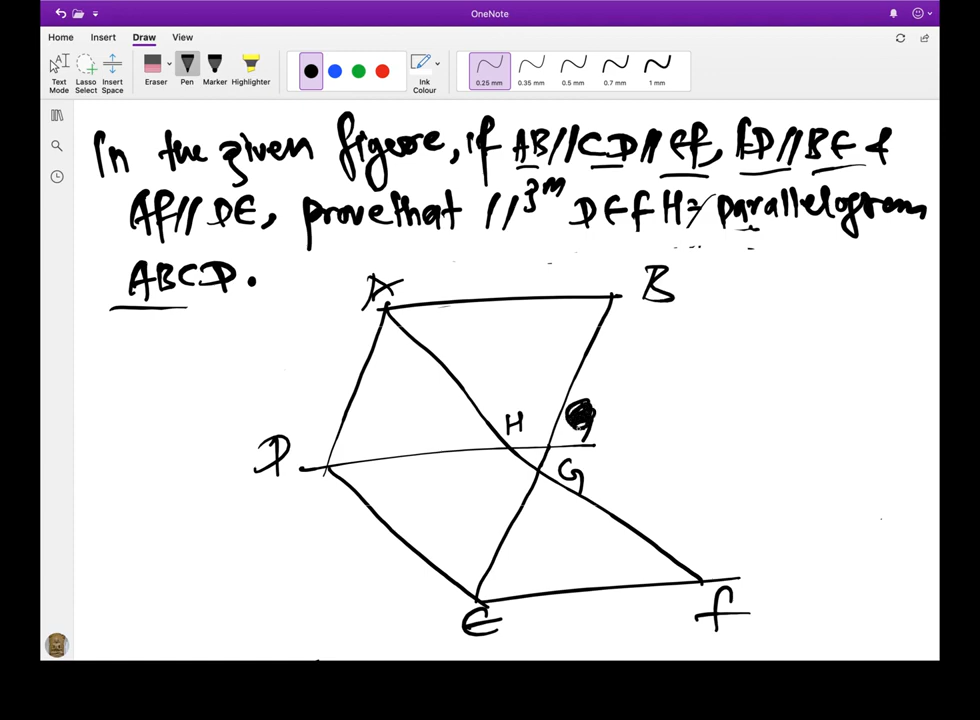 OneNote
Home Insert Draw View
Text Mode Lasso Select Insert Space Eraser Pen Marker Highlighter Ink Colour 0.25 mm 0.35 mm 0.5 mm 0.7 mm 1 mm
In the given figure, if AB//CD//Ef, ED//BE &
Af//DE, prove that //gm DEfH = parallelogram
ABCD.
A B
H
D G
E f